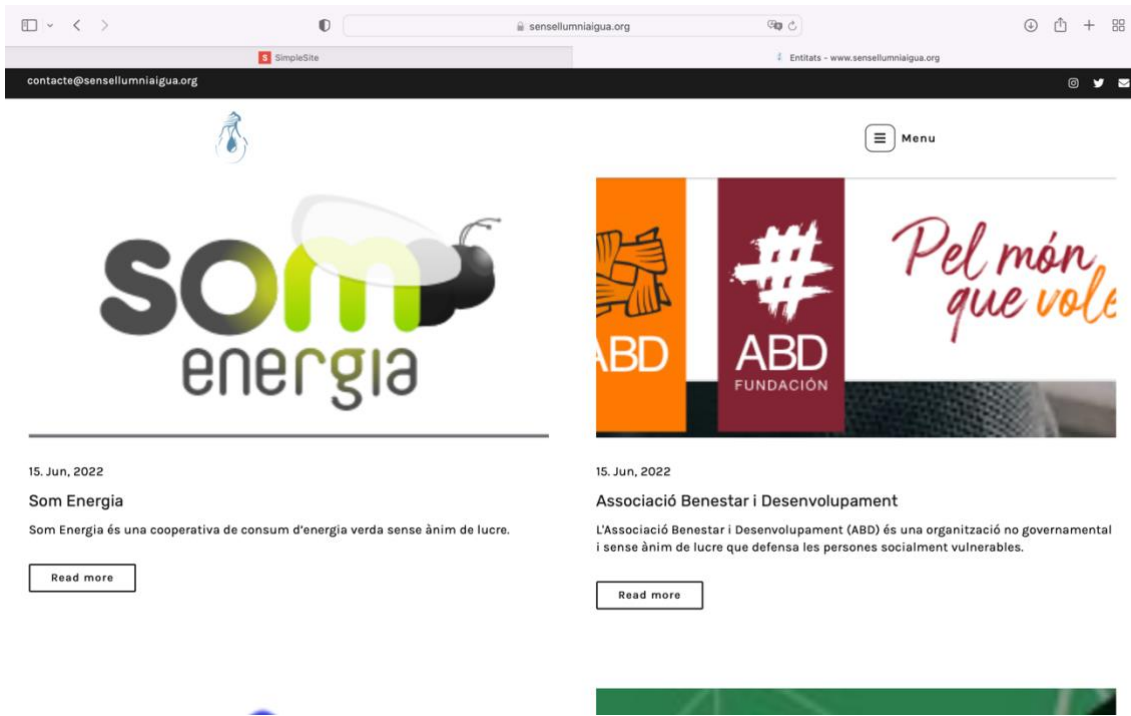 sensellumniaigua.org
S SimpleSite
Entitats - www.sensellumniaigua.org
contacte@sensellumniaigua.org
Menu
som
energia
ABD
ABD
FUNDACIÓN
Pel món
que vole
15. Jun, 2022
Som Energia
Som Energia és una cooperativa de consum d'energia verda sense ànim de lucre.
Read more
15. Jun, 2022
Associació Benestar i Desenvolupament
L'Associació Benestar i Desenvolupament (ABD) és una organització no governamental
i sense ànim de lucre que defensa les persones socialment vulnerables.
Read more